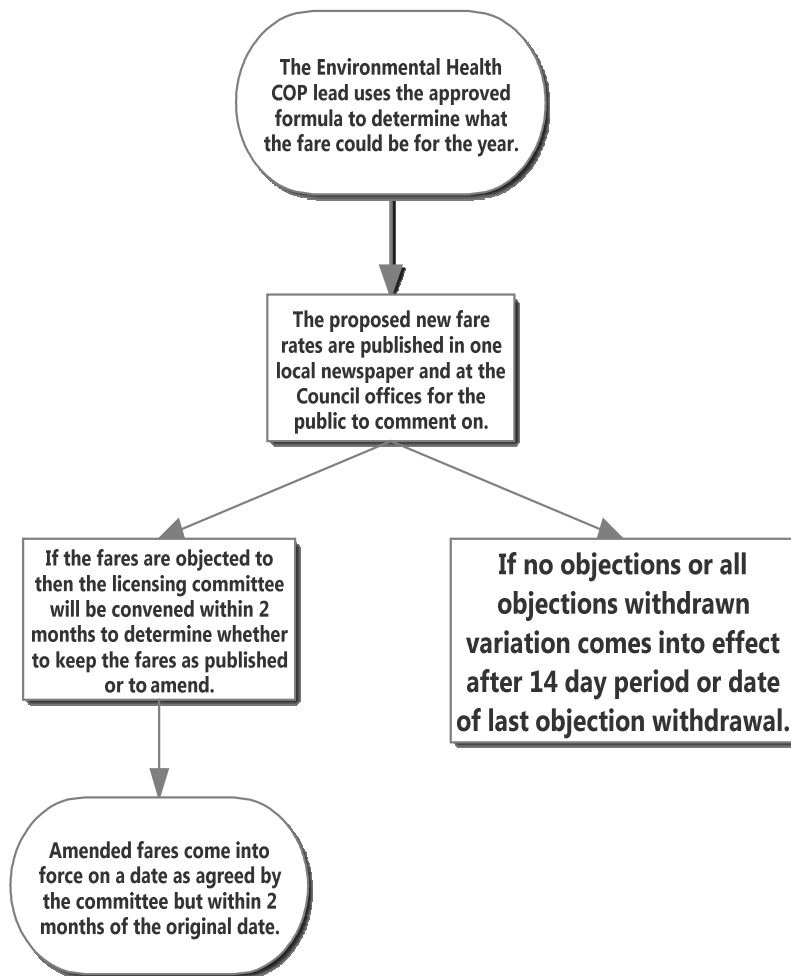 The Environmental Health
COP lead uses the approved
formula to determine what
the fare could be for the year.
The proposed new fare
rates are published in one
local newspaper and at the
Council offices for the
public to comment on.
If the fares are objected to
then the licensing committee
will be convened within 2
months to determine whether
to keep the fares as published
or to amend.
If no objections or all
objections withdrawn
variation comes into effect
after 14 day period or date
of last objection withdrawal.
Amended fares come into
force on a date as agreed by
the committee but within 2
months of the original date.